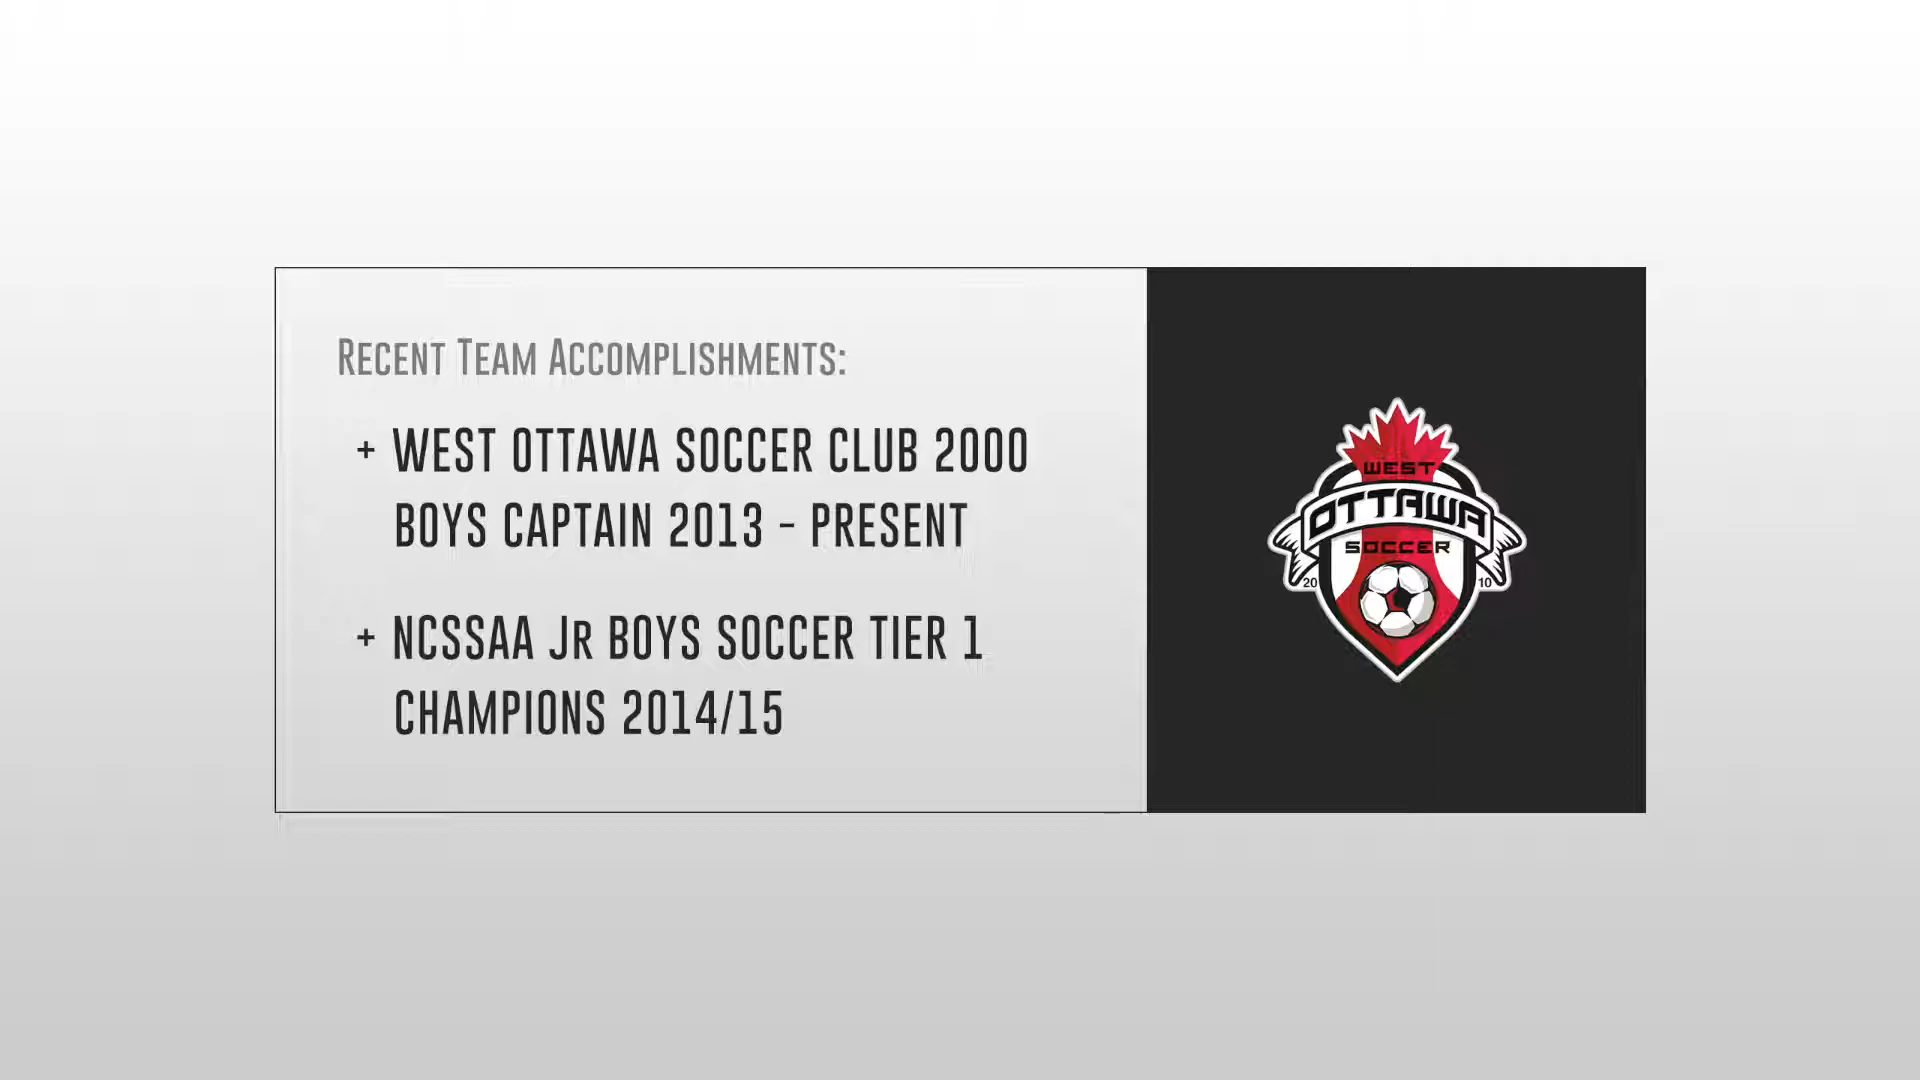 Recent Team Accomplishments:
+ WEST OTTAWA SOCCER CLUB 2000
BOYS CAPTAIN 2013 - PRESENT
+ NCSSAA Jr BOYS SOCCER TIER 1
CHAMPIONS 2014/15
WEST
OTTAWA
SOCCER
20 10